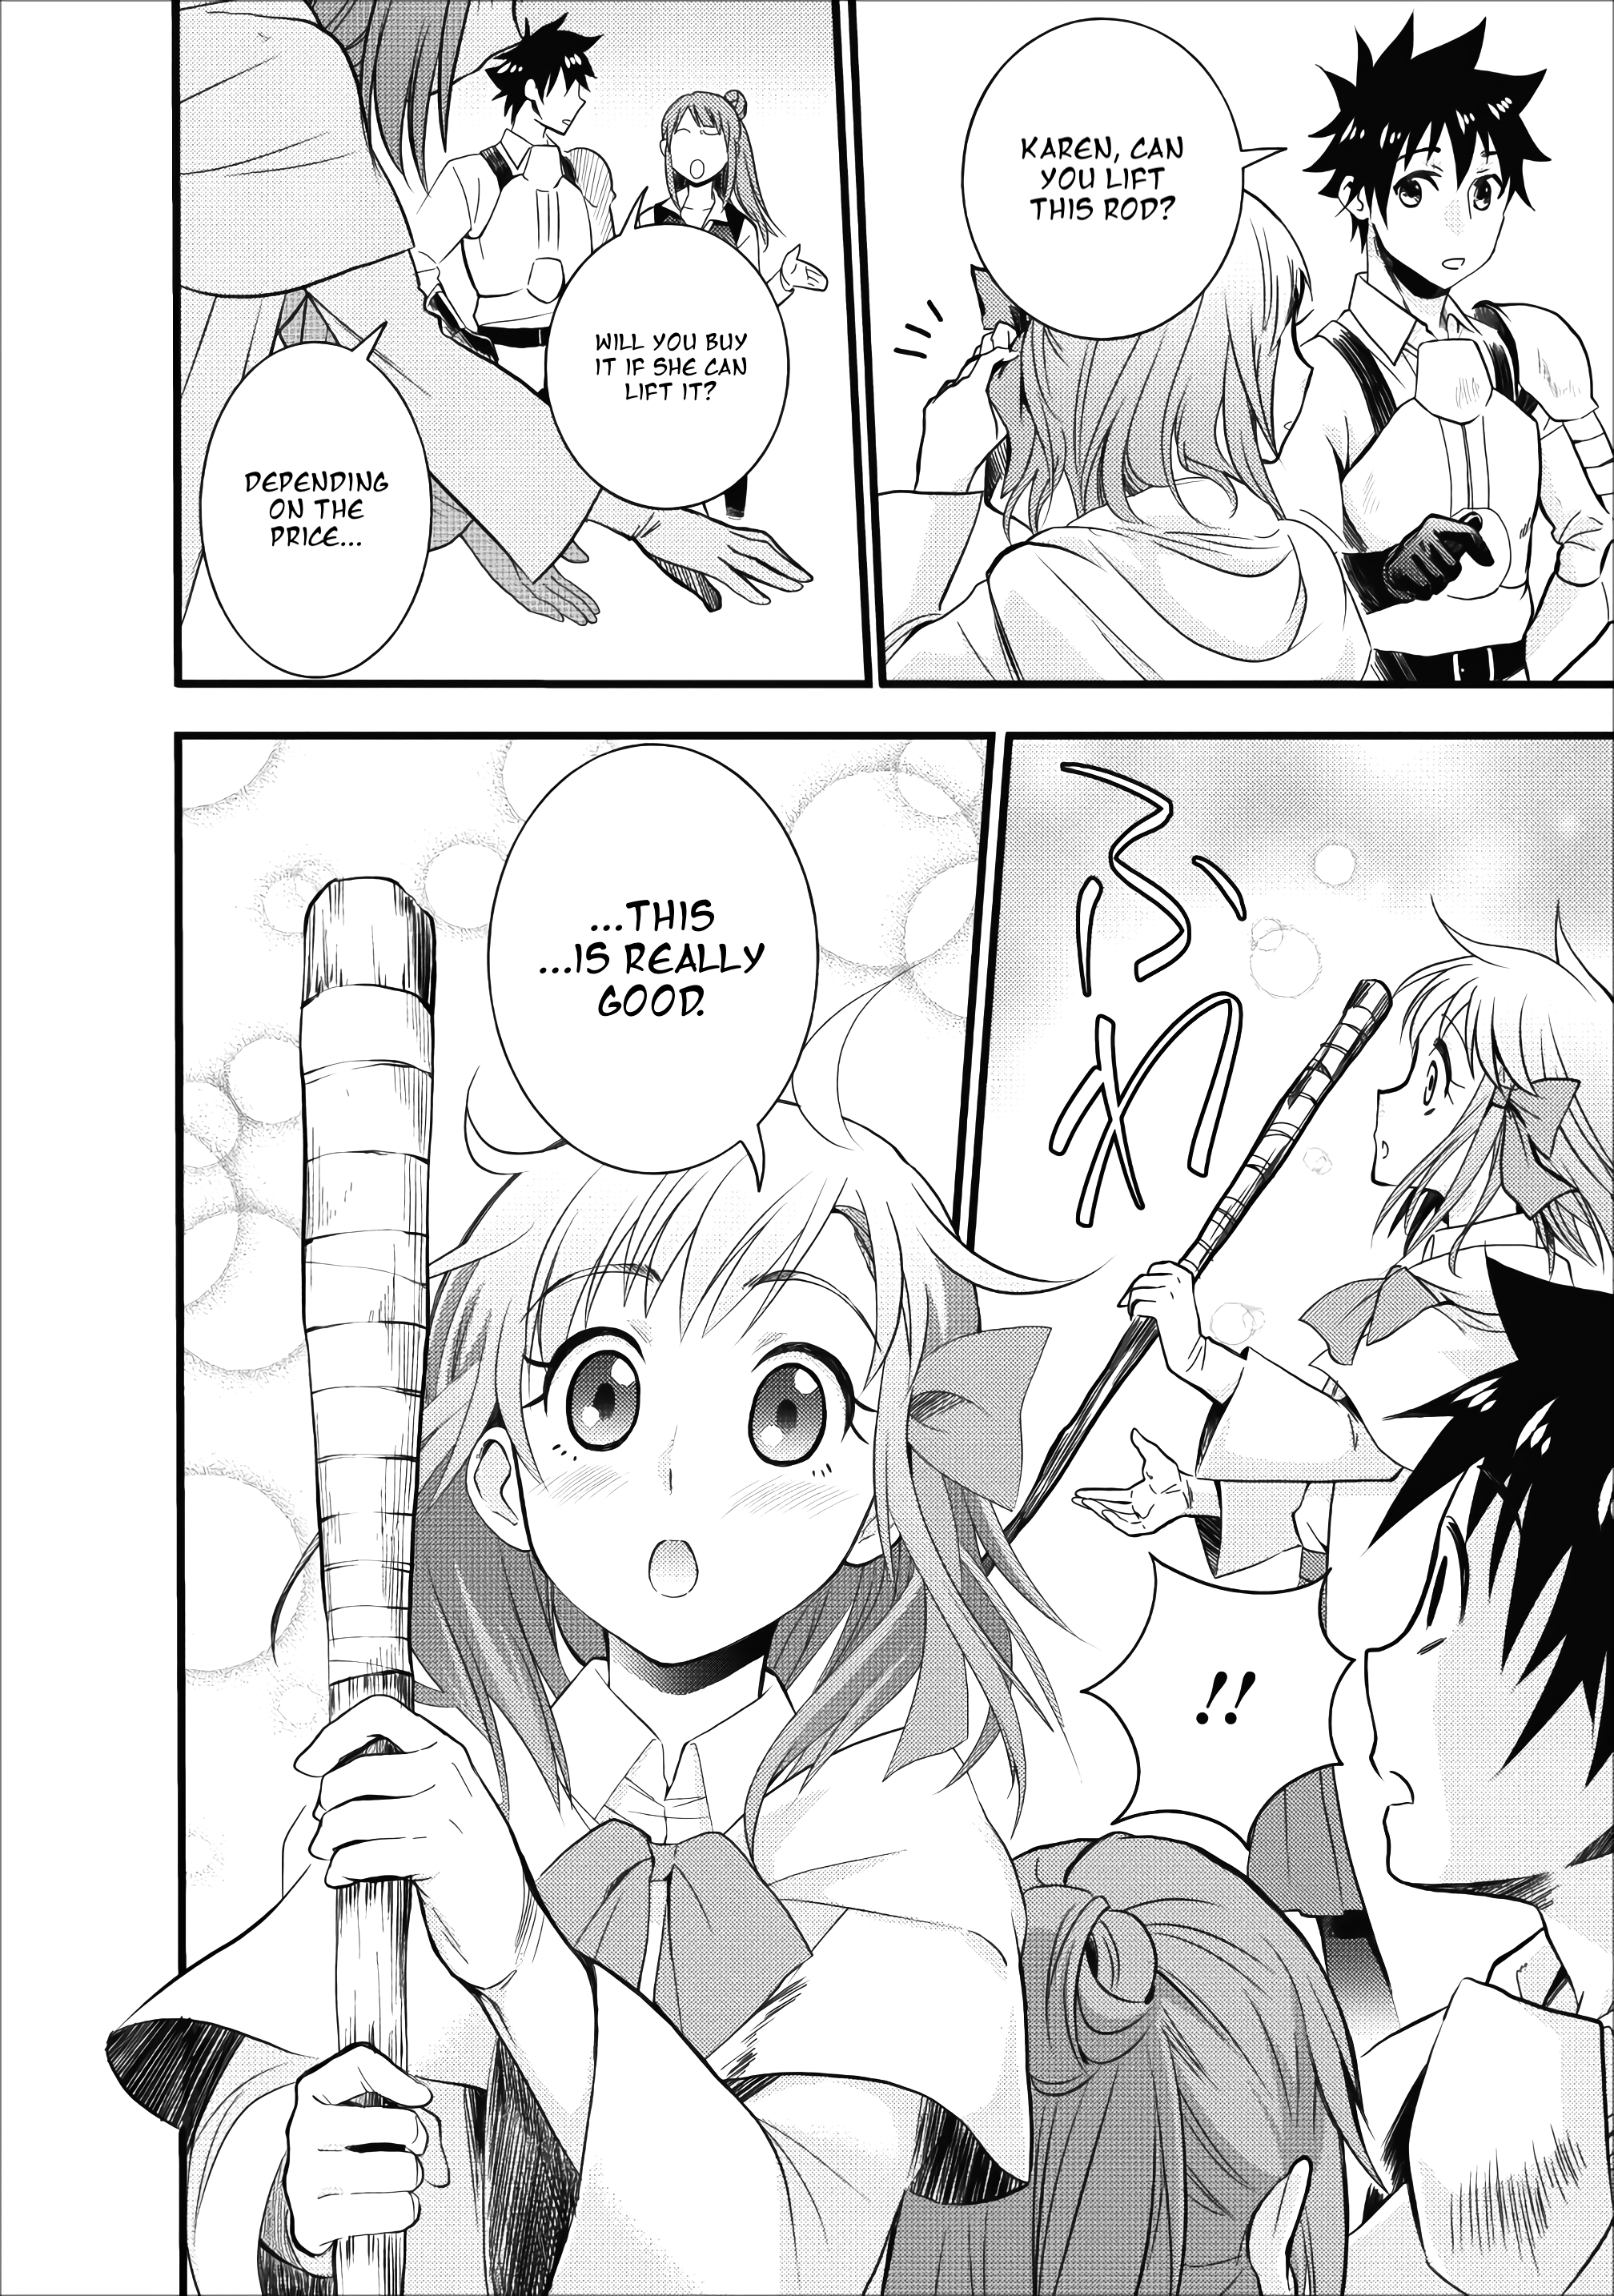 KAREN, CAN
YOU LIFT
THIS ROD?
WILL YOU BUY
IT IF SHE CAN
LIFT IT?
DEPENDING
ON THE
PRICE...
ふわ
!!
...THIS
...IS REALLY
GOOD.